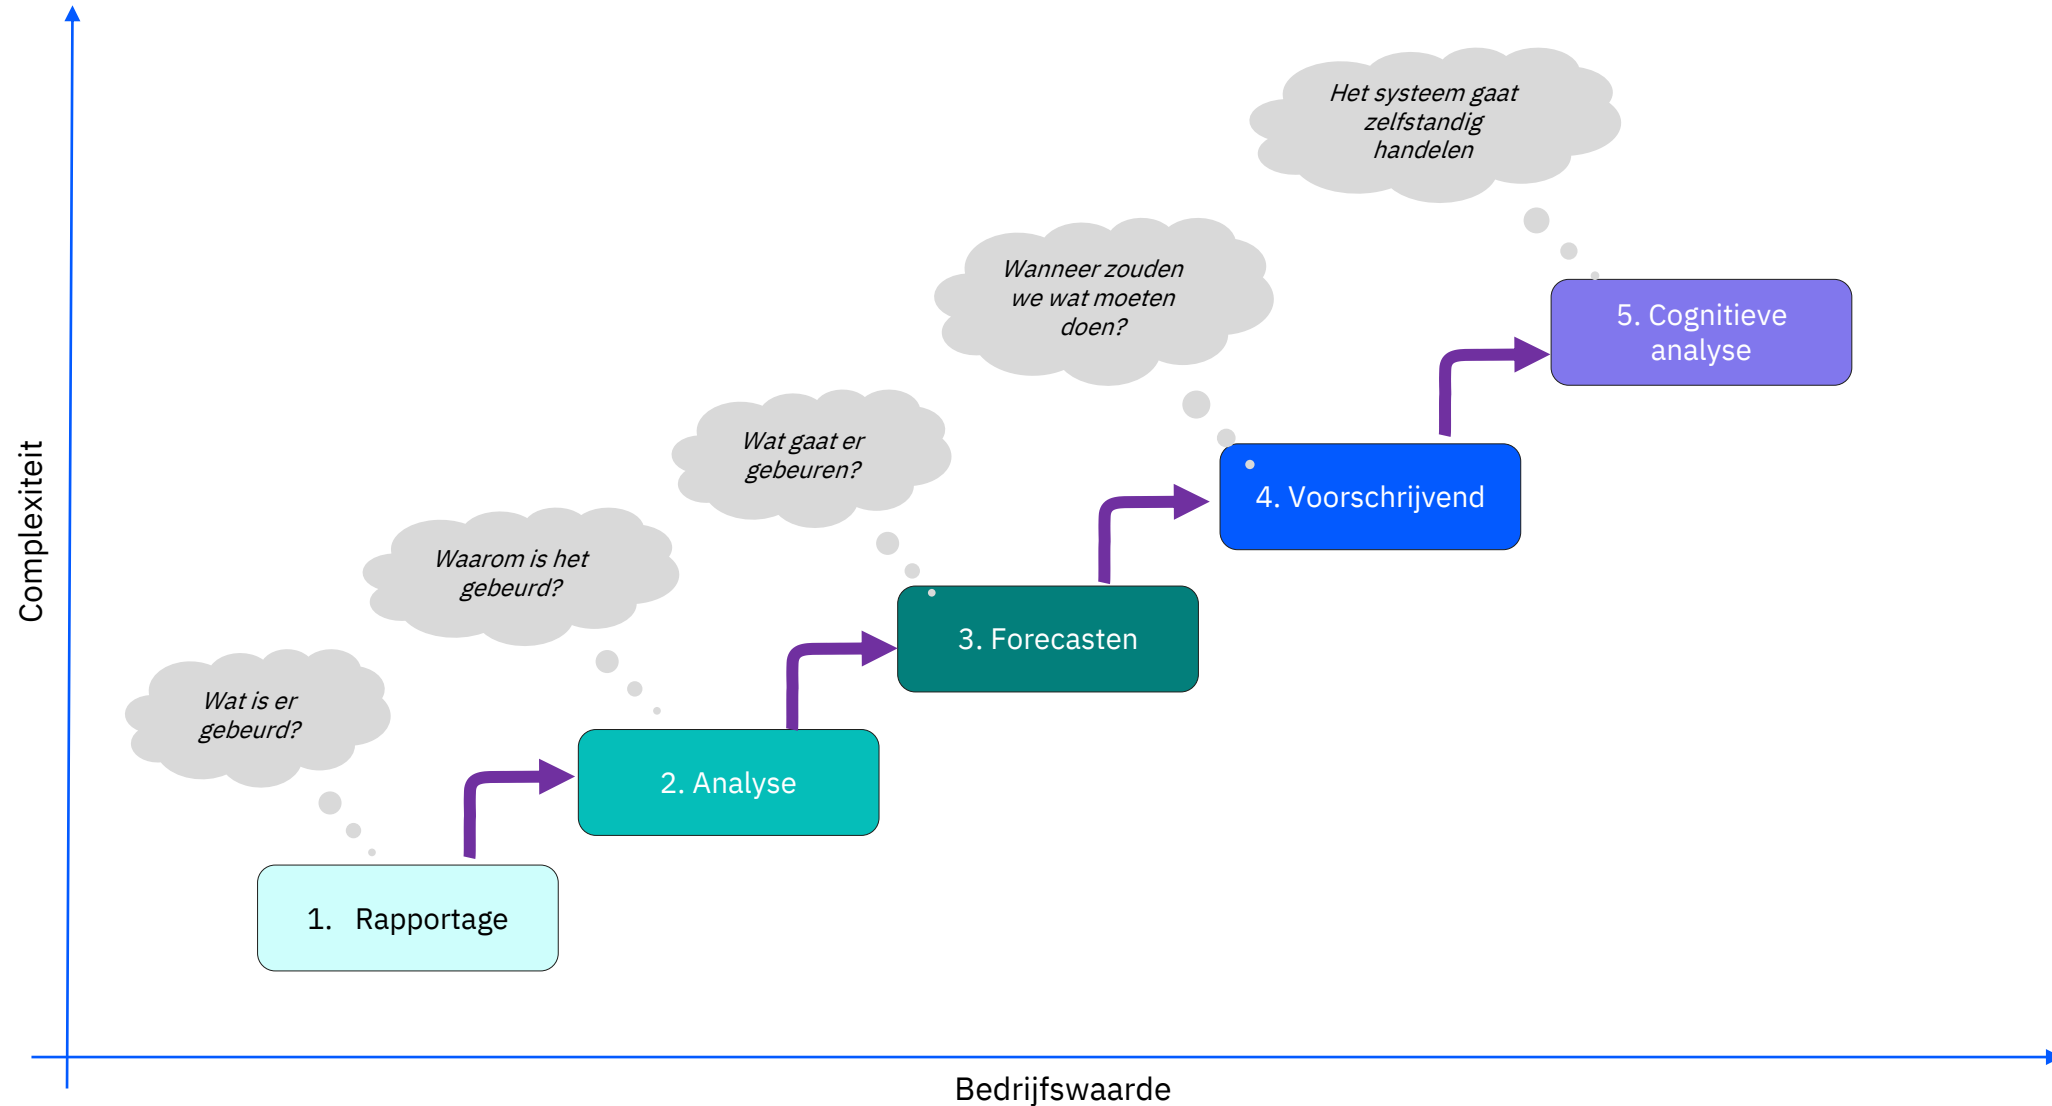 Het systeem gaat
zelfstandig
handelen
Wanneer zouden
we wat moeten
doen?
5. Cognitieve
analyse
Wat gaat er
gebeuren?
4. Voorschrijvend
Waarom is het
gebeurd?
3. Forecasten
Wat is er
gebeurd?
2. Analyse
1. Rapportage
Complexiteit
Bedrijfswaarde